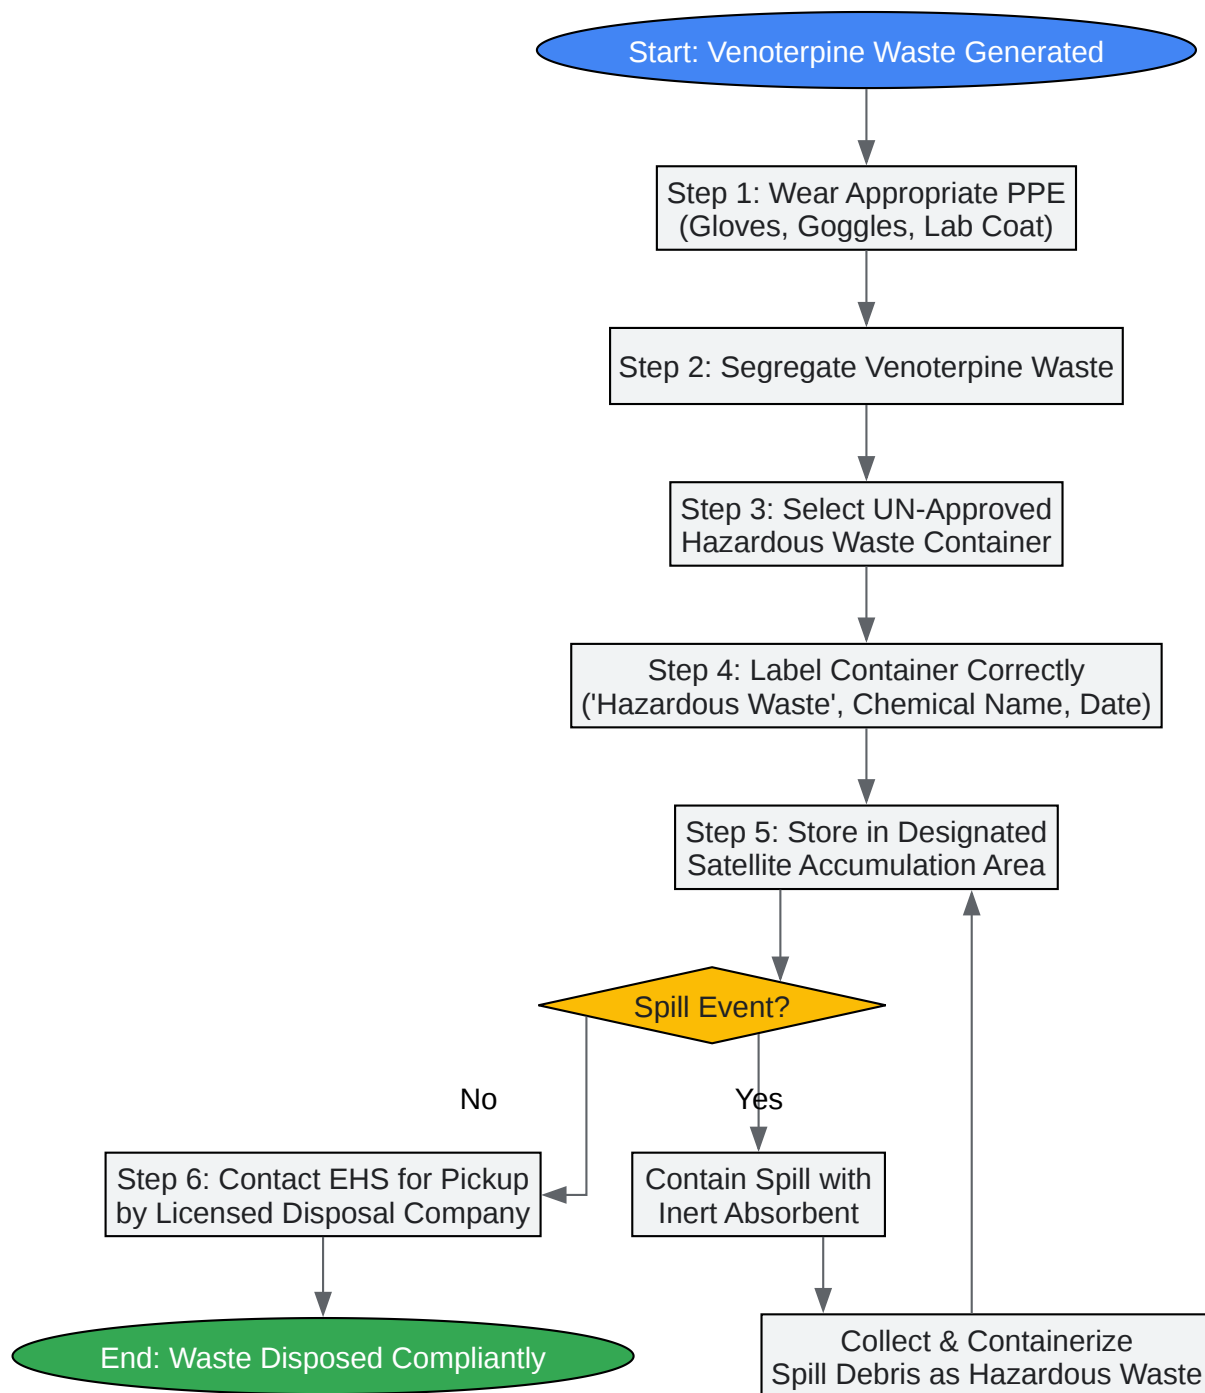 Start: Venoterpine Waste Generated
Step 1: Wear Appropriate PPE
(Gloves, Goggles, Lab Coat)
Step 2: Segregate Venoterpine Waste
Step 3: Select UN-Approved
Hazardous Waste Container
Step 4: Label Container Correctly
('Hazardous Waste', Chemical Name, Date)
Step 5: Store in Designated
Satellite Accumulation Area
Spill Event?
No
Yes
Step 6: Contact EHS for Pickup
by Licensed Disposal Company
Contain Spill with
Inert Absorbent
End: Waste Disposed Compliantly
Collect & Containerize
Spill Debris as Hazardous Waste